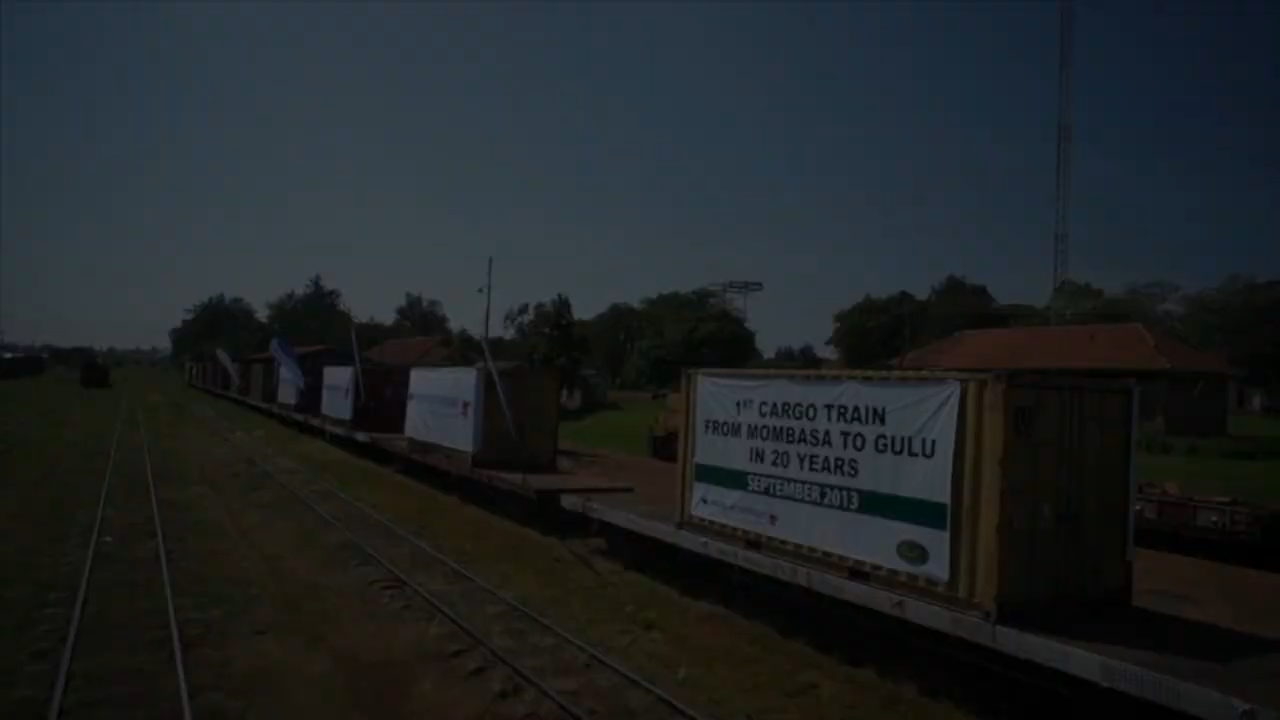 1ST CARGO TRAIN
FROM MOMBASA TO GULU
IN 20 YEARS
SEPTEMBER 2013